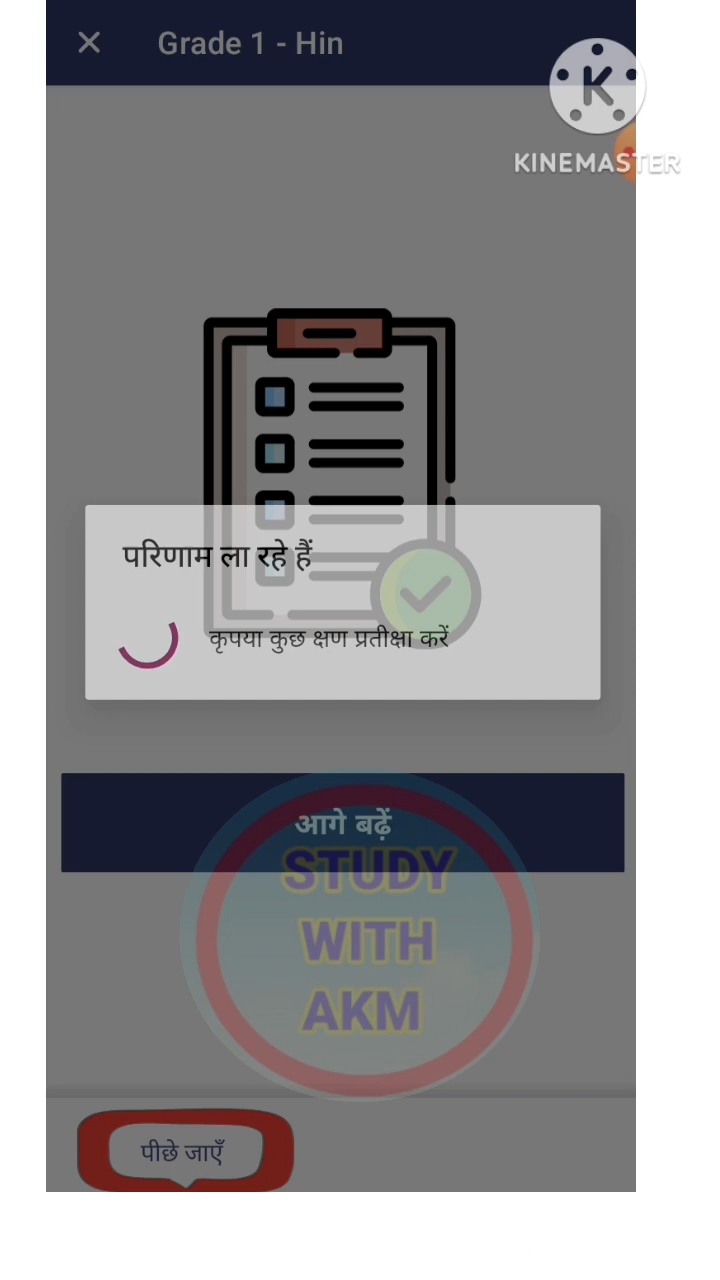 Grade 1 - Hin
K
KINEMASTER
परिणाम ला रहे हैं
कृपया कुछ क्षण प्रतीक्षा करें
आगे बढ़ें
STUDY
WITH
AKM
पीछे जाएँ